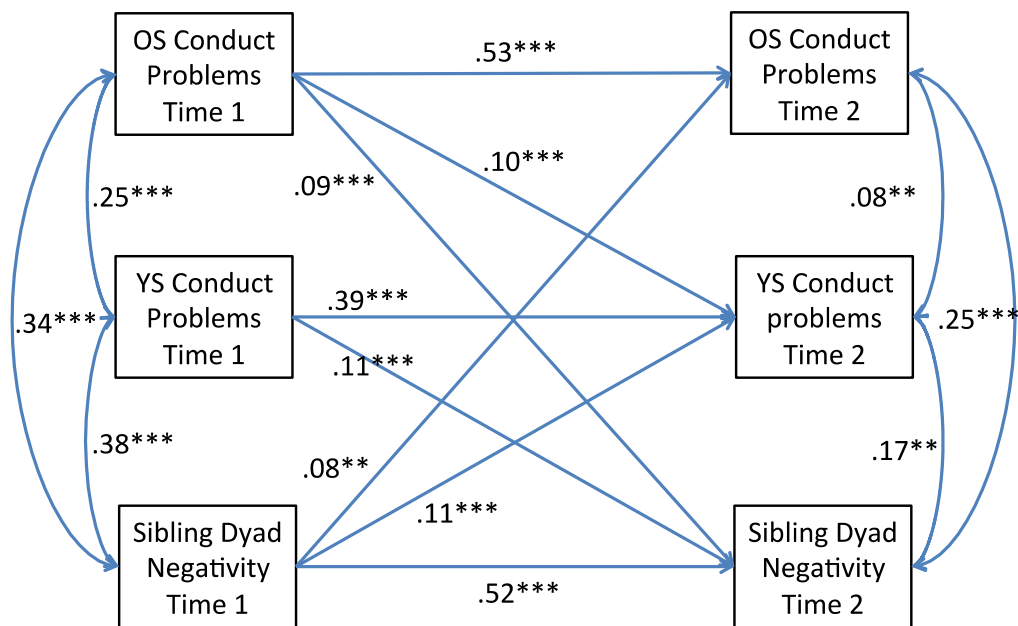 OS Conduct
Problems
Time 1
OS Conduct
Problems
Time 2
.53***
.10***
.09***
.25***
.08**
YS Conduct
Problems
Time 1
YS Conduct
problems
Time 2
.39***
.34***
.25***
.11***
.38***
.17**
.08**
.11***
Sibling Dyad
Negativity
Time 1
Sibling Dyad
Negativity
Time 2
.52***